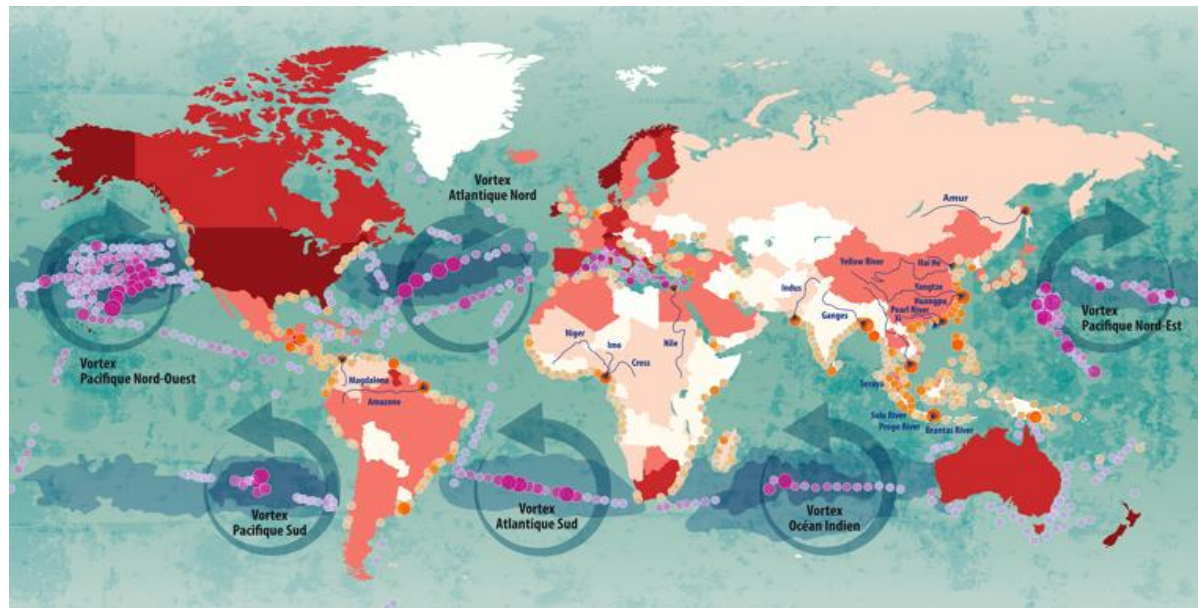 Vortex
Atlantique Nord
Amur
Yellow River
Hai He
Indus
Yangtze
Huangpu
Ganges
Pearl River
Xi
Vortex
Pacifique Nord-Est
Niger
Imo
Nile
Cross
Vortex
Pacifique Nord-Ouest
Magdalena
Amazone
Serayu
Solo River
Progo River
Brantas River
Vortex
Pacifique Sud
Vortex
Atlantique Sud
Vortex
Océan Indien